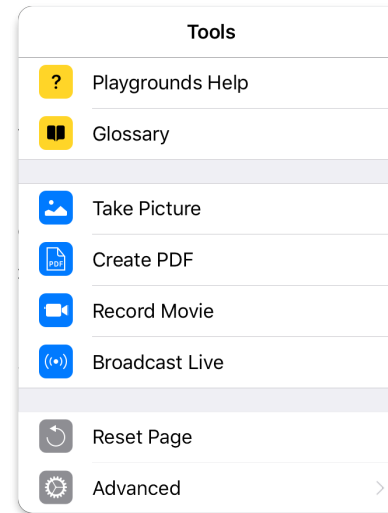 Tools
? Playgrounds Help
Glossary
Take Picture
PDF Create PDF
Record Movie
Broadcast Live
Reset Page
Advanced